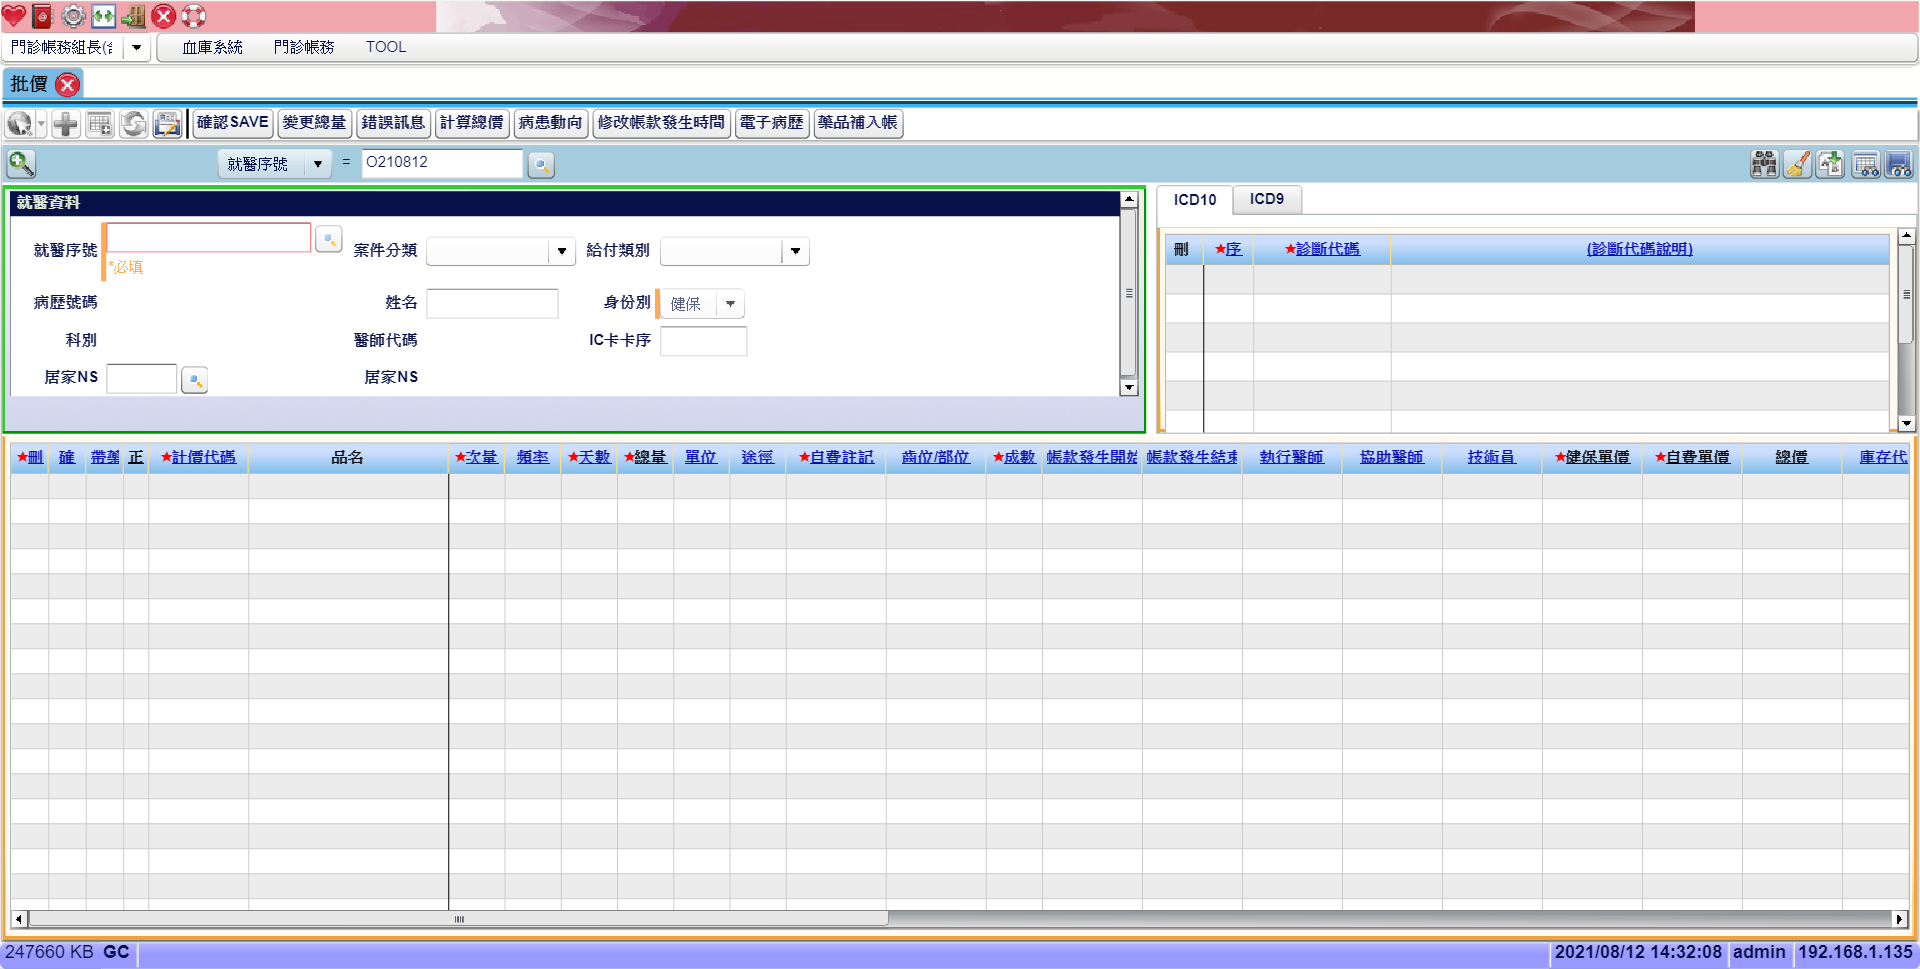 門診帳務組長(
血庫系統 門診帳務 TOOL
批價
確認SAVE 變更總量 錯誤訊息 計算總價 病患動向 修改帳款發生時間 電子病歷 藥品補入帳
就醫序號 = O210812
就醫資料
就醫序號 案件分類 給付類別
*必填
病歷號碼 姓名 身份別 健保
科別 醫師代碼 IC卡卡序
居家NS 居家NS
ICD10 ICD9
刪 ★序 ★診斷代碼 (診斷代碼說明)
★刪 確 帶藥 正 ★計價代碼 品名 ★次量 頻率 ★天數 ★總量 單位 途徑 ★自費註記 齒位/部位 ★成數 帳款發生開始 帳款發生結束 執行醫師 協助醫師 技術員 ★健保單價 ★自費單價 總價 庫存代
247660 KB GC 2021/08/12 14:32:08 admin 192.168.1.135